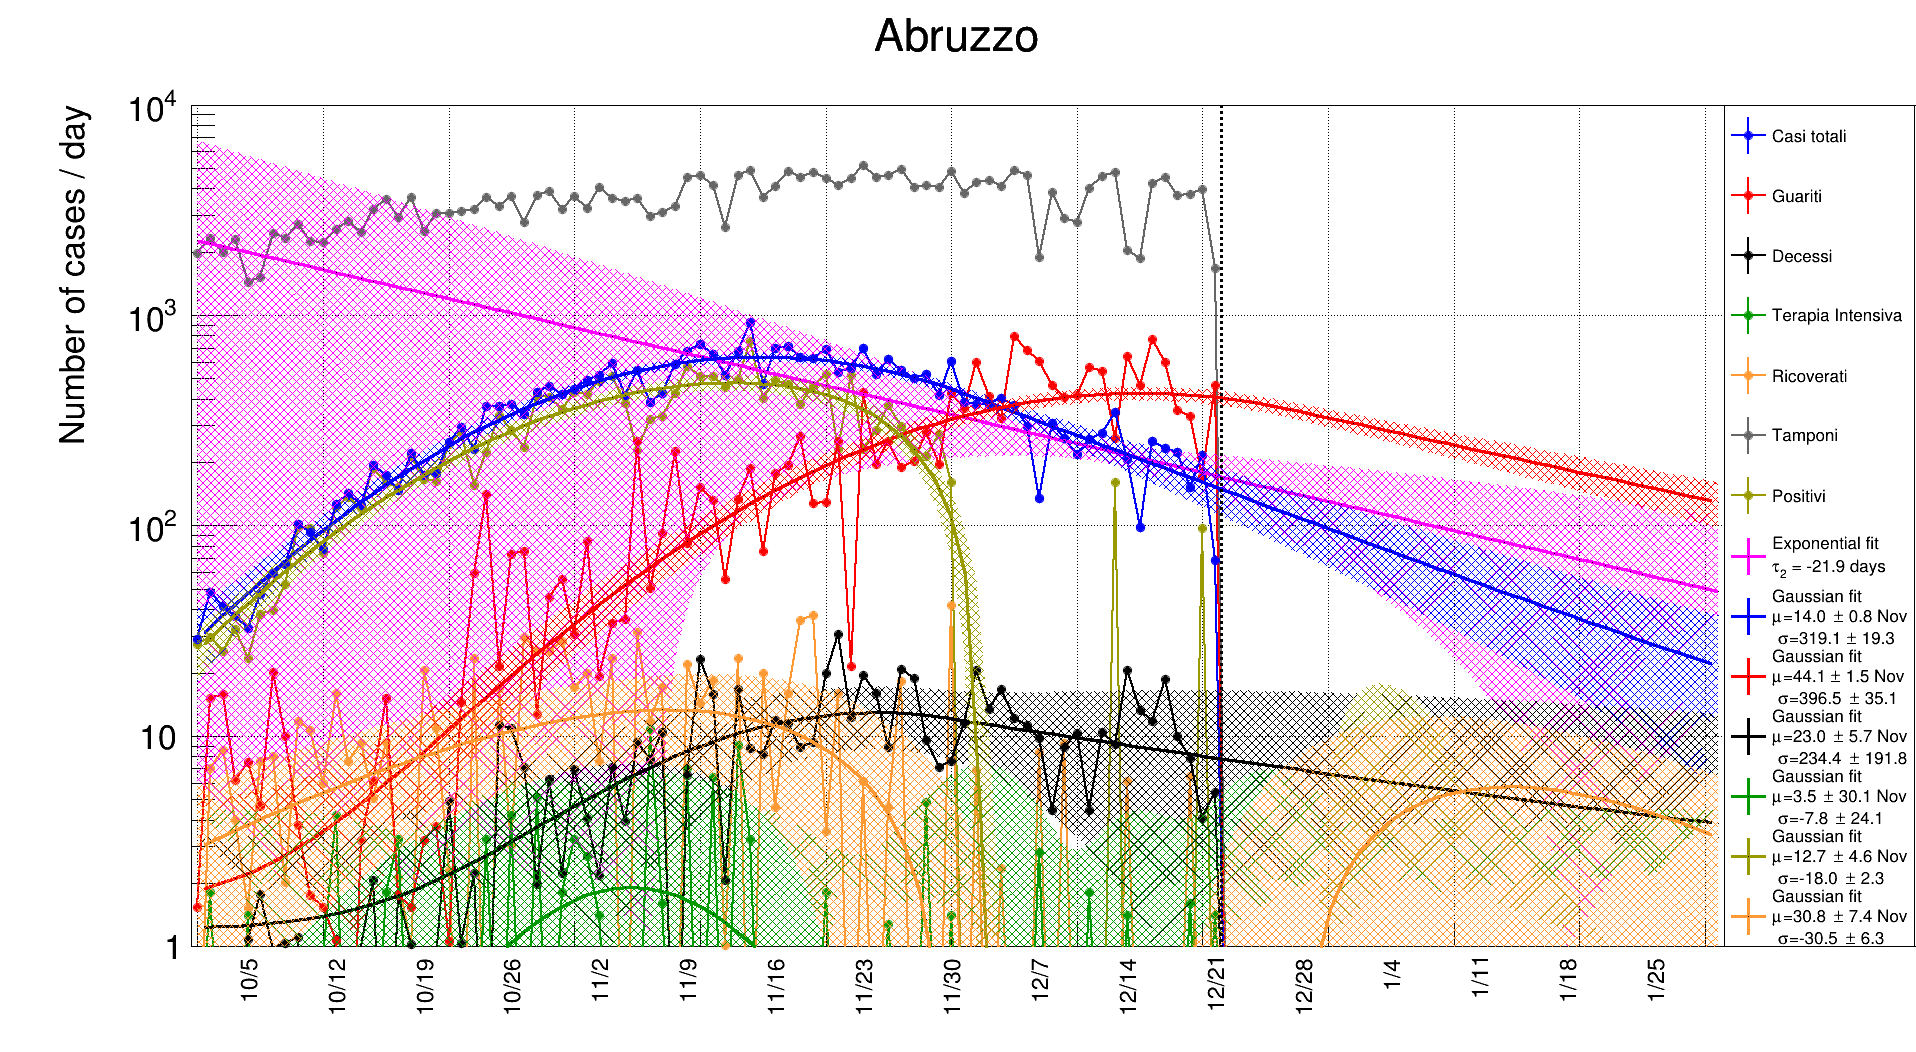 Abruzzo
Number of cases / day
10⁴
10³
10²
10
1
10/5
10/12
10/19
10/26
11/2
11/9
11/16
11/23
11/30
12/7
12/14
12/21
12/28
1/4
1/11
1/18
1/25
Casi totali
Guariti
Decessi
Terapia Intensiva
Ricoverati
Tamponi
Positivi
Exponential fit
τ₂ = -21.9 days
Gaussian fit
μ=14.0 ± 0.8 Nov
σ=319.1 ± 19.3
Gaussian fit
μ=44.1 ± 1.5 Nov
σ=396.5 ± 35.1
Gaussian fit
μ=23.0 ± 5.7 Nov
σ=234.4 ± 191.8
Gaussian fit
μ=3.5 ± 30.1 Nov
σ=-7.8 ± 24.1
Gaussian fit
μ=12.7 ± 4.6 Nov
σ=-18.0 ± 2.3
Gaussian fit
μ=30.8 ± 7.4 Nov
σ=-30.5 ± 6.3